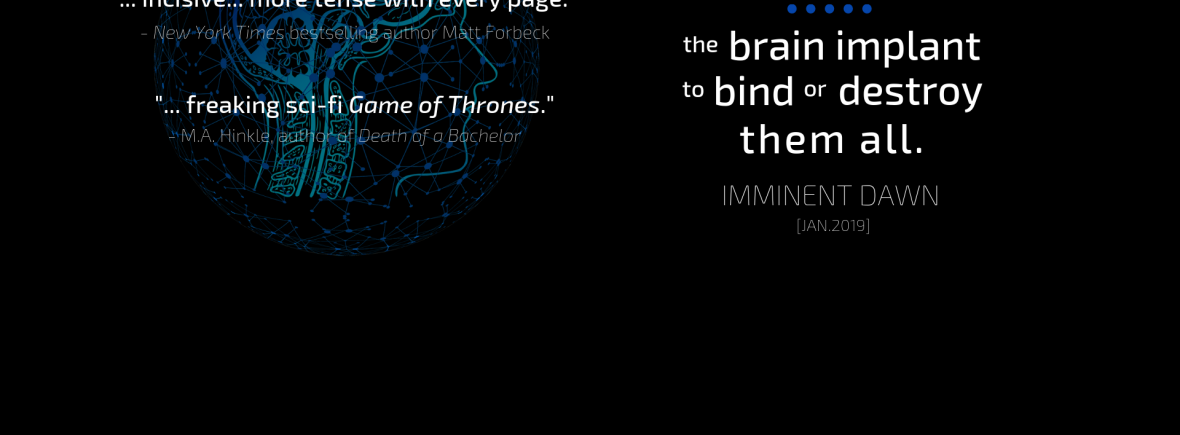 "... incisive... more tense with every page."
- New York Times bestselling author Matt Forbeck
"... freaking sci-fi Game of Thrones."
- M.A. Hinkle, author of Death of a Bachelor
the brain implant
to bind or destroy
them all.
IMMINENT DAWN
[JAN.2019]